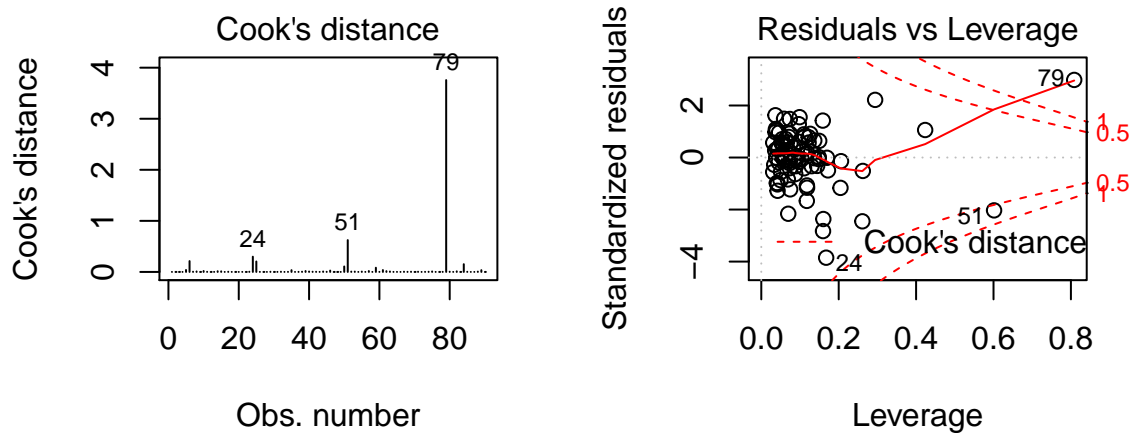 Cook's distance
Cook's distance
0 1 2 3 4
24
51
79
0 20 40 60 80
Obs. number
Residuals vs Leverage
Standardized residuals
−4 0 2
79
51
24
Cook's distance
1
0.5
0.5
1
0.0 0.2 0.4 0.6 0.8
Leverage